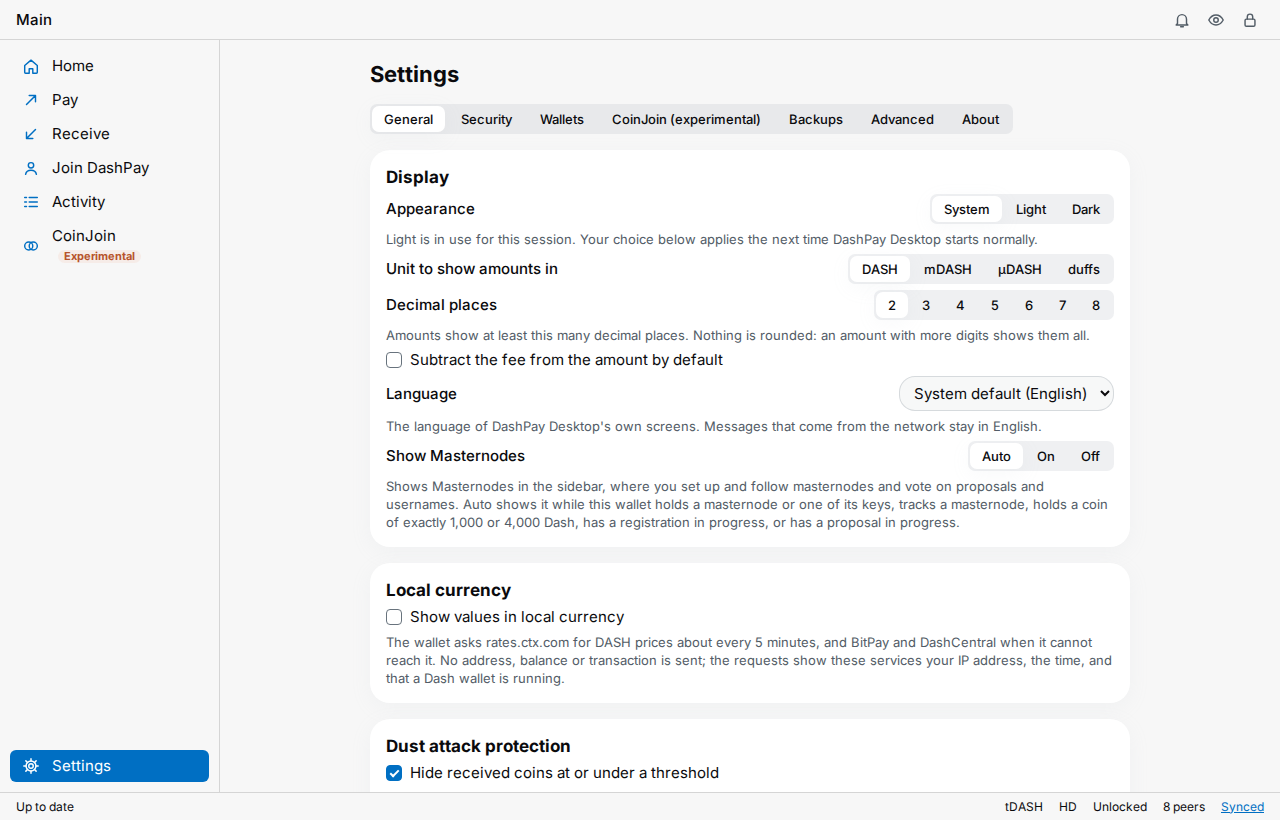 Main
Home
Pay
Receive
Join DashPay
Activity
CoinJoin
Experimental
Settings
Settings
General Security Wallets CoinJoin (experimental) Backups Advanced About
Display
Appearance System Light Dark
Light is in use for this session. Your choice below applies the next time DashPay Desktop starts normally.
Unit to show amounts in DASH mDASH µDASH duffs
Decimal places 2 3 4 5 6 7 8
Amounts show at least this many decimal places. Nothing is rounded: an amount with more digits shows them all.
Subtract the fee from the amount by default
Language System default (English)
The language of DashPay Desktop's own screens. Messages that come from the network stay in English.
Show Masternodes Auto On Off
Shows Masternodes in the sidebar, where you set up and follow masternodes and vote on proposals and
usernames. Auto shows it while this wallet holds a masternode or one of its keys, tracks a masternode, holds a coin
of exactly 1,000 or 4,000 Dash, has a registration in progress, or has a proposal in progress.
Local currency
Show values in local currency
The wallet asks rates.ctx.com for DASH prices about every 5 minutes, and BitPay and DashCentral when it cannot
reach it. No address, balance or transaction is sent; the requests show these services your IP address, the time, and
that a Dash wallet is running.
Dust attack protection
Hide received coins at or under a threshold
Up to date tDASH HD Unlocked 8 peers Synced